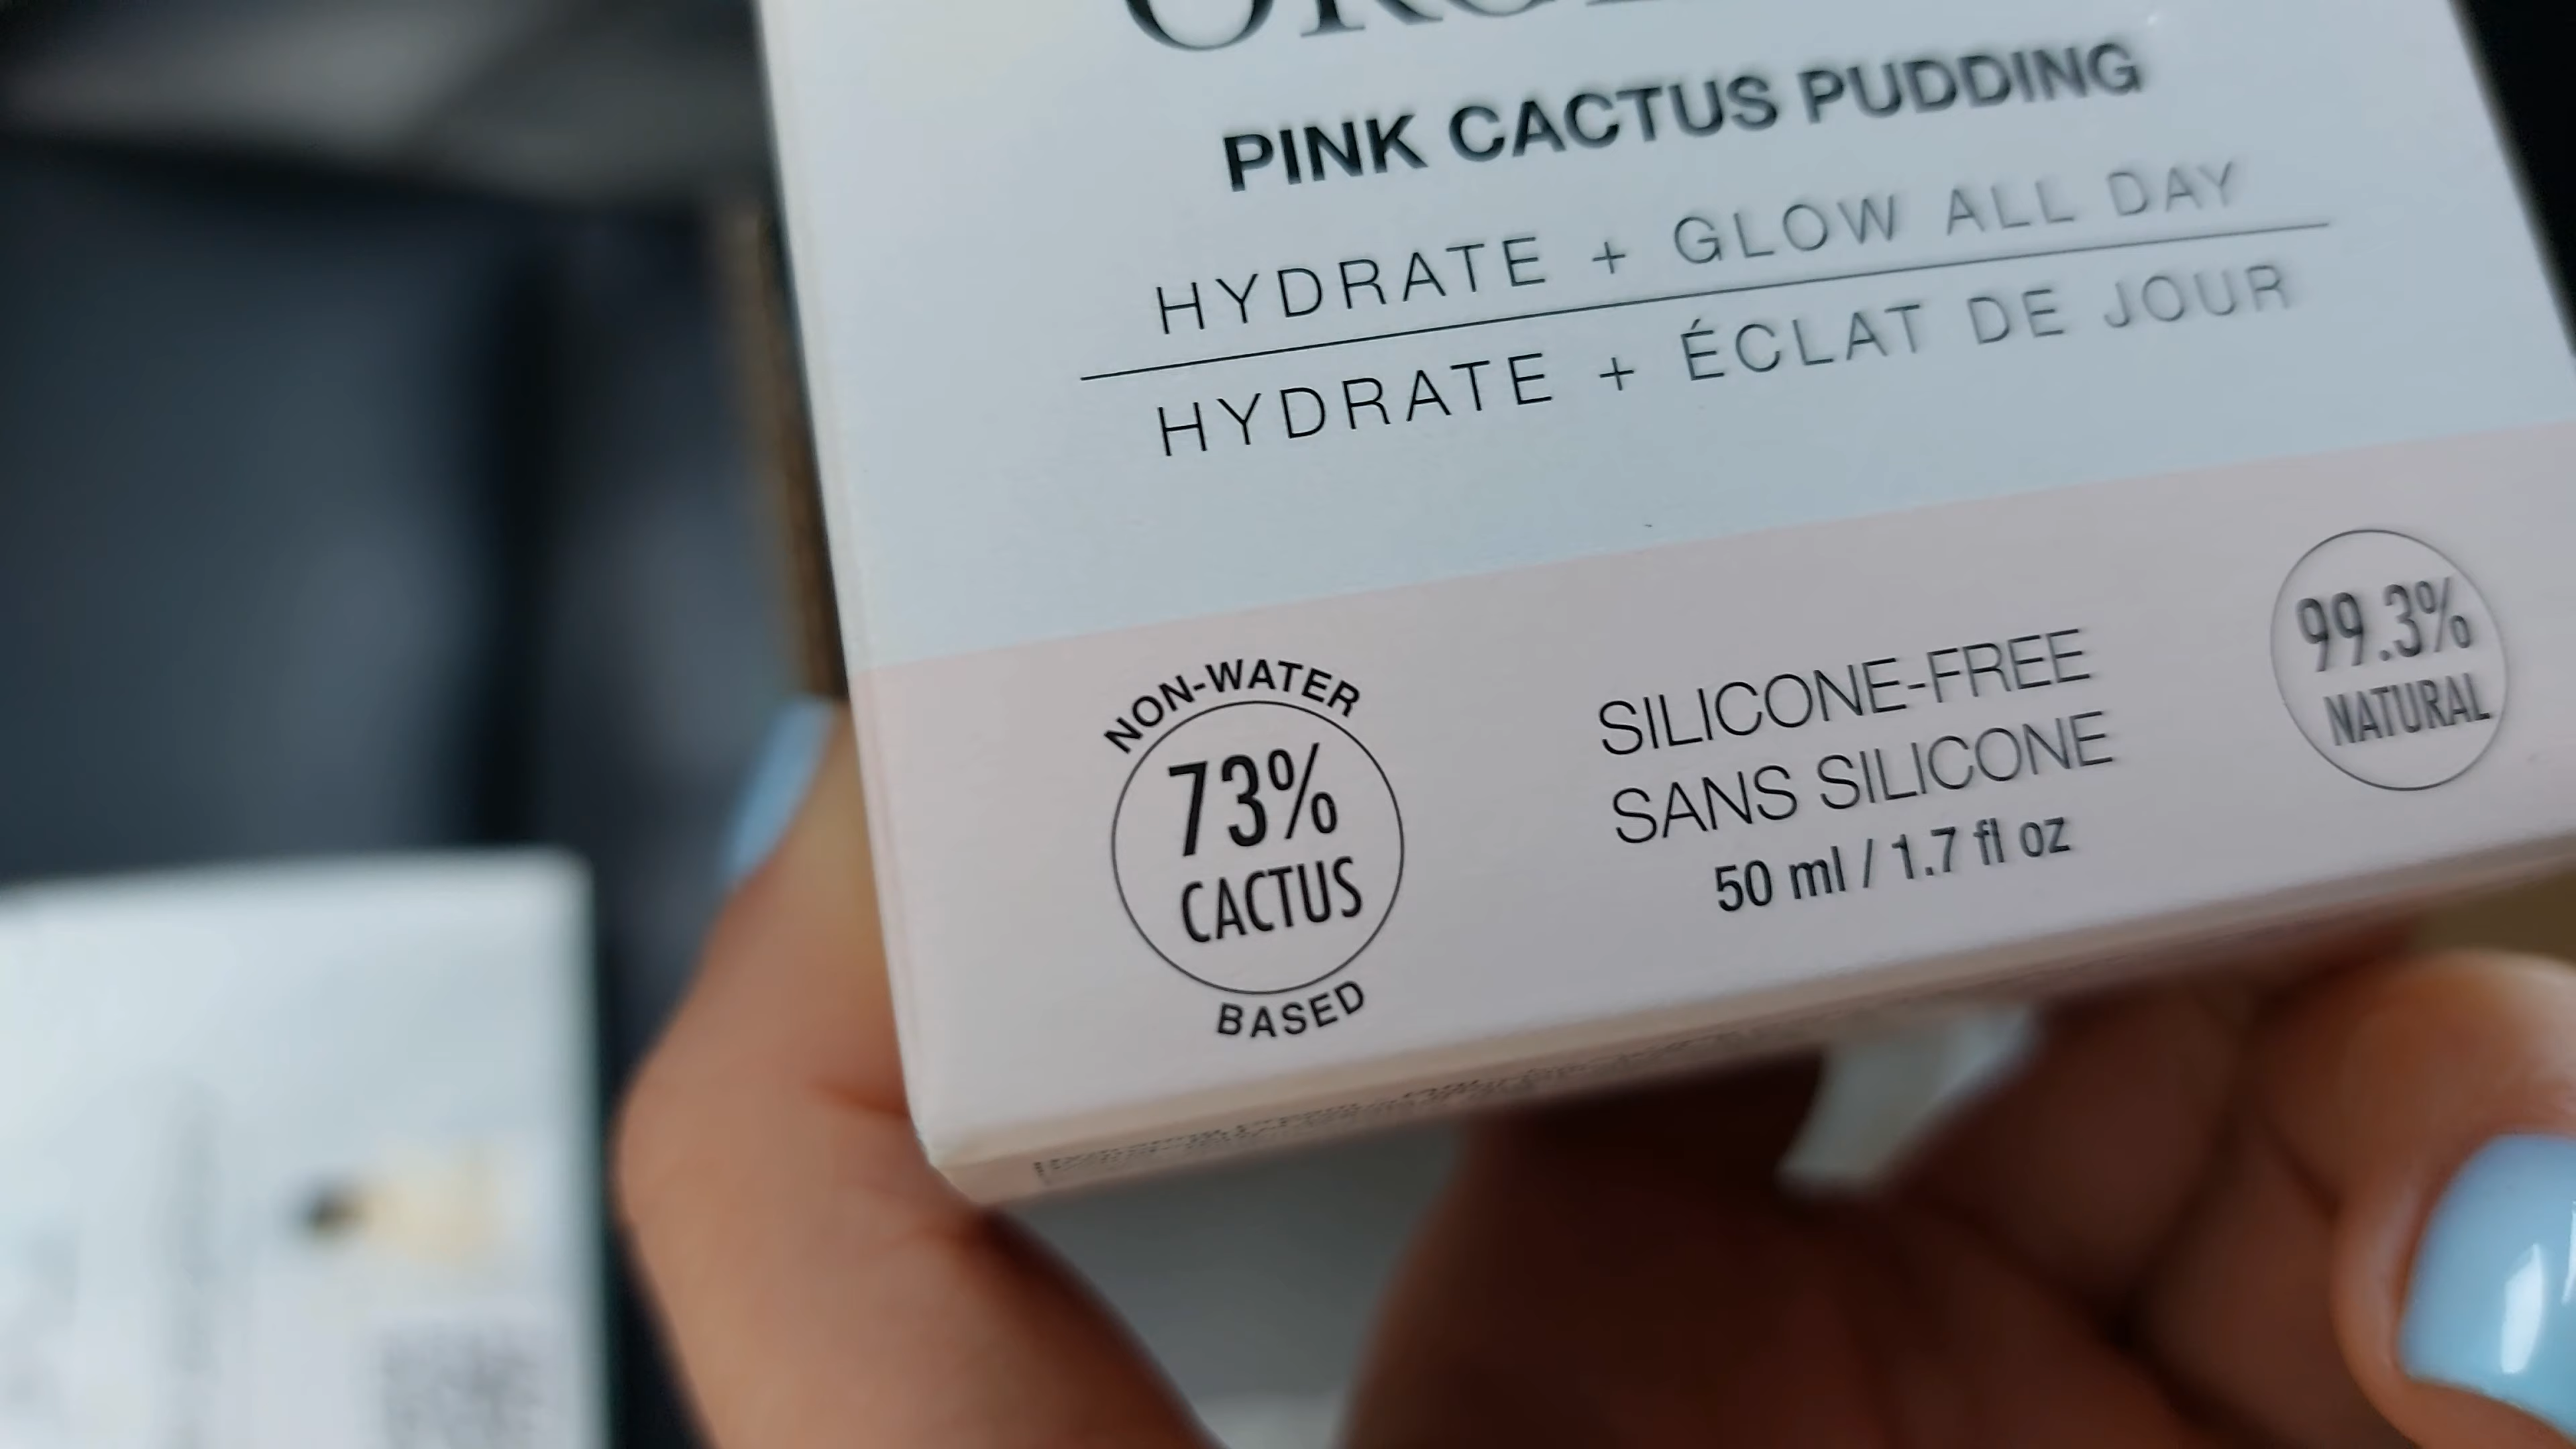 PINK CACTUS PUDDING
HYDRATE + GLOW ALL DAY
HYDRATE + ÉCLAT DE JOUR
NON-WATER
73%
CACTUS
BASED
SILICONE-FREE
SANS SILICONE
50 ml / 1.7 fl oz
99.3%
NATURAL